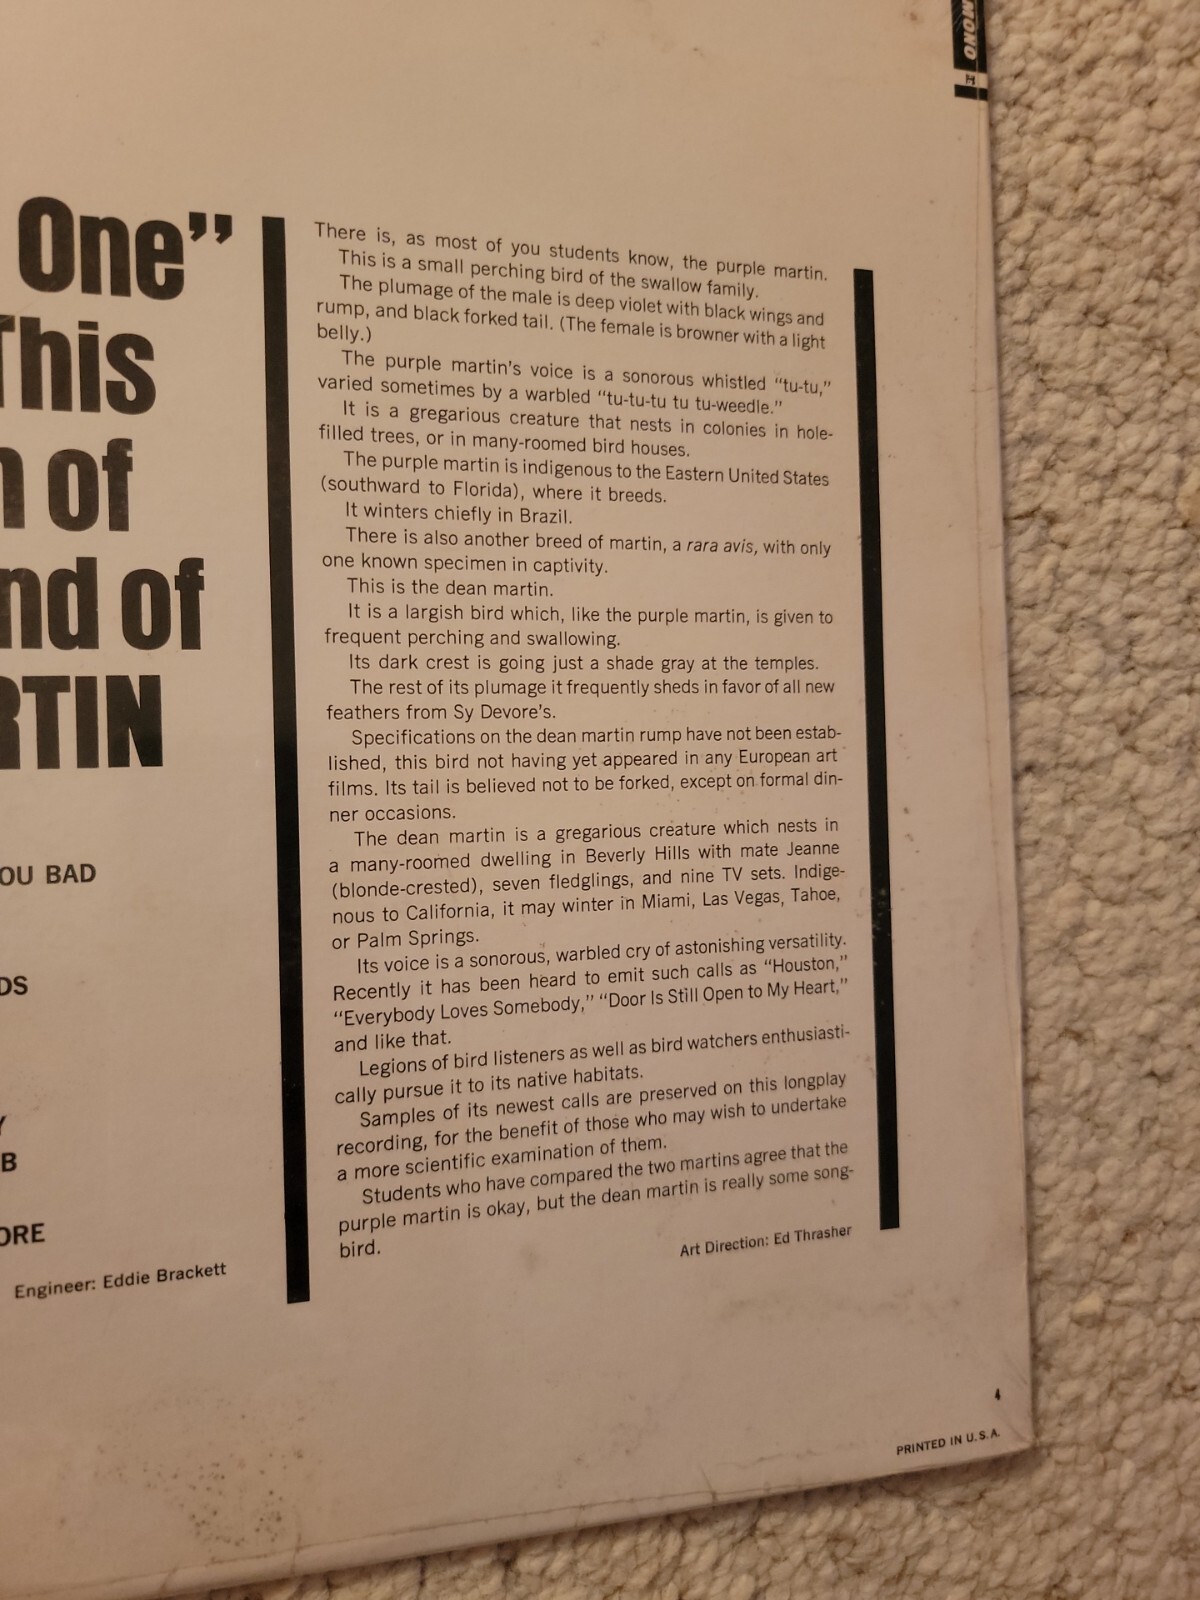 MONO
One”
This
of
nd of
RTIN
OU BAD
DS
Y
B
ORE
Engineer: Eddie Brackett
There is, as most of you students know, the purple martin.
This is a small perching bird of the swallow family.
The plumage of the male is deep violet with black wings and
rump, and black forked tail. (The female is browner with a light
belly.)
The purple martin’s voice is a sonorous whistled “tu-tu,”
varied sometimes by a warbled “tu-tu-tu tu tu-weedle.”
It is a gregarious creature that nests in colonies in hole-
filled trees, or in many-roomed bird houses.
The purple martin is indigenous to the Eastern United States
(southward to Florida), where it breeds.
It winters chiefly in Brazil.
There is also another breed of martin, a rara avis, with only
one known specimen in captivity.
This is the dean martin.
It is a largish bird which, like the purple martin, is given to
frequent perching and swallowing.
Its dark crest is going just a shade gray at the temples.
The rest of its plumage it frequently sheds in favor of all new
feathers from Sy Devore’s.
Specifications on the dean martin rump have not been estab-
lished, this bird not having yet appeared in any European art
films. Its tail is believed not to be forked, except on formal din-
ner occasions.
The dean martin is a gregarious creature which nests in
a many-roomed dwelling in Beverly Hills with mate Jeanne
(blonde-crested), seven fledglings, and nine TV sets. Indige-
nous to California, it may winter in Miami, Las Vegas, Tahoe,
or Palm Springs.
Its voice is a sonorous, warbled cry of astonishing versatility.
Recently it has been heard to emit such calls as “Houston,”
“Everybody Loves Somebody,” “Door Is Still Open to My Heart,”
and like that.
Legions of bird listeners as well as bird watchers enthusiasti-
cally pursue it to its native habitats.
Samples of its newest calls are preserved on this longplay
recording, for the benefit of those who may wish to undertake
a more scientific examination of them.
Students who have compared the two martins agree that the
purple martin is okay, but the dean martin is really some song-
bird.
Art Direction: Ed Thrasher
4
PRINTED IN U.S.A.